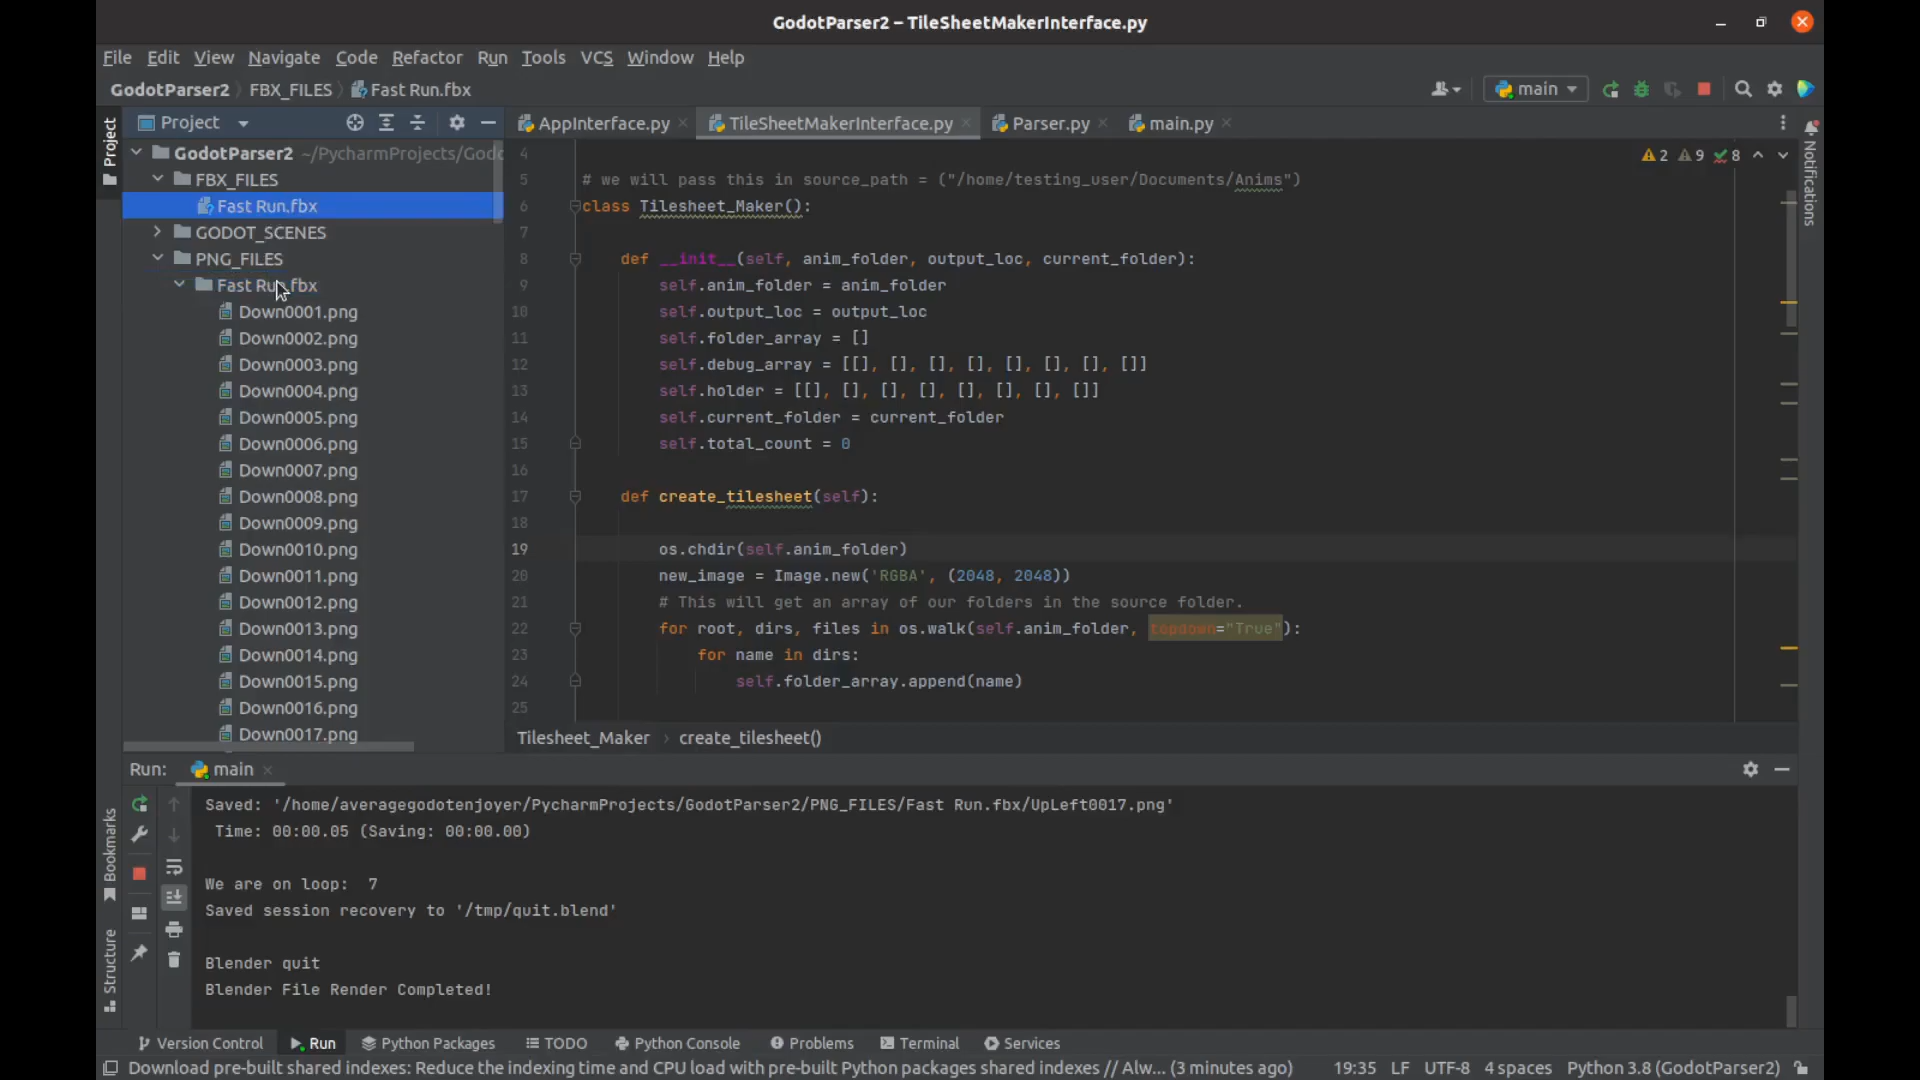 GodotParser2 – TileSheetMakerInterface.py
File Edit View Navigate Code Refactor Run Tools VCS Window Help
GodotParser2 FBX_FILES Fast Run.fbx main
Project
AppInterface.py TileSheetMakerInterface.py Parser.py main.py
Project
Notifications
Bookmarks
Structure
GodotParser2 ~/PycharmProjects/Godo
FBX_FILES
Fast Run.fbx
GODOT_SCENES
PNG_FILES
Fast Run.fbx
Down0001.png
Down0002.png
Down0003.png
Down0004.png
Down0005.png
Down0006.png
Down0007.png
Down0008.png
Down0009.png
Down0010.png
Down0011.png
Down0012.png
Down0013.png
Down0014.png
Down0015.png
Down0016.png
Down0017.png
2 9 8
4
5 # we will pass this in source_path = ("/home/testing_user/Documents/Anims")
6 class Tilesheet_Maker():
7
8 def __init__(self, anim_folder, output_loc, current_folder):
9 self.anim_folder = anim_folder
10 self.output_loc = output_loc
11 self.folder_array = []
12 self.debug_array = [[], [], [], [], [], [], [], []]
13 self.holder = [[], [], [], [], [], [], [], []]
14 self.current_folder = current_folder
15 self.total_count = 0
16
17 def create_tilesheet(self):
18
19 os.chdir(self.anim_folder)
20 new_image = Image.new('RGBA', (2048, 2048))
21 # This will get an array of our folders in the source folder.
22 for root, dirs, files in os.walk(self.anim_folder, topdown="True"):
23 for name in dirs:
24 self.folder_array.append(name)
25
Tilesheet_Maker create_tilesheet()
Run: main
Saved: '/home/averagegodotenjoyer/PycharmProjects/GodotParser2/PNG_FILES/Fast Run.fbx/UpLeft0017.png'
Time: 00:00.05 (Saving: 00:00.00)
We are on loop: 7
Saved session recovery to '/tmp/quit.blend'
Blender quit
Blender File Render Completed!
Version Control Run Python Packages TODO Python Console Problems Terminal Services
Download pre-built shared indexes: Reduce the indexing time and CPU load with pre-built Python packages shared indexes // Alw... (3 minutes ago) 19:35 LF UTF-8 4 spaces Python 3.8 (GodotParser2)